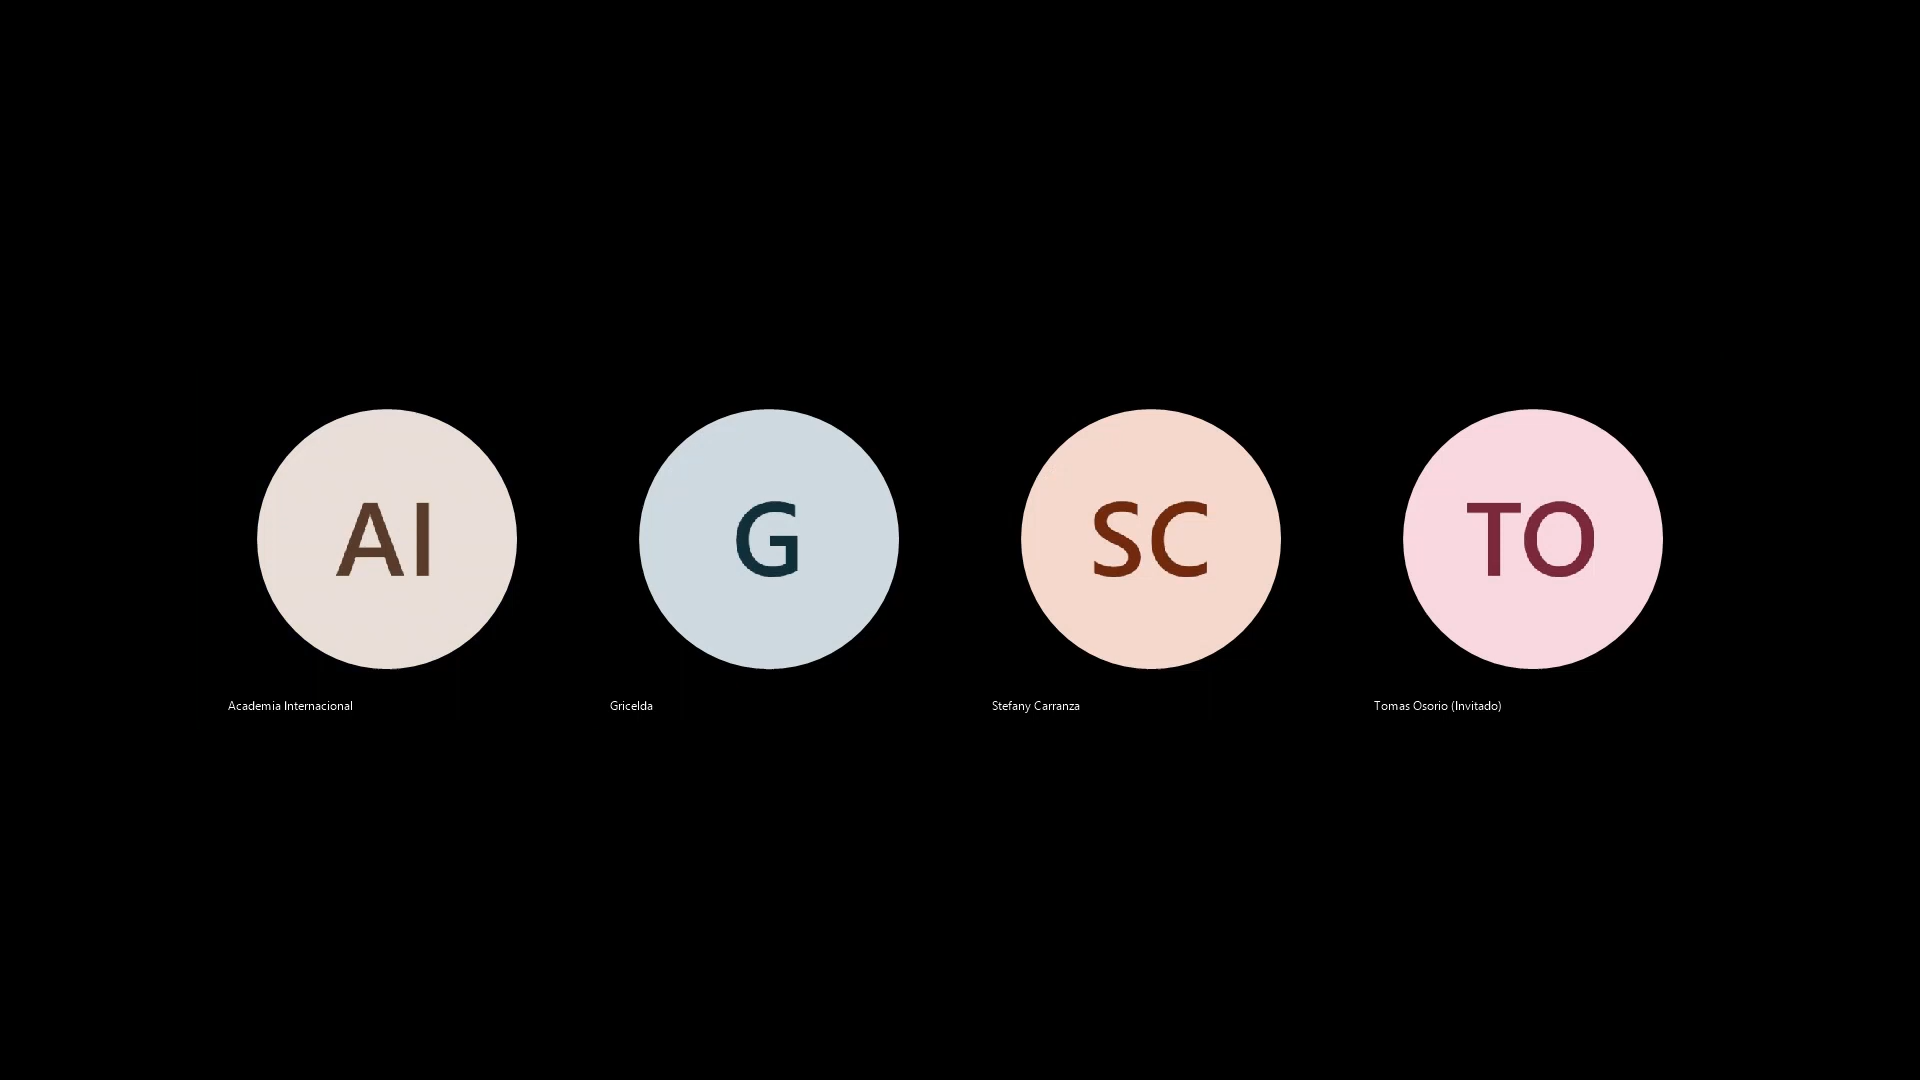 AI
G
SC
TO
Academia Internacional
Gricelda
Stefany Carranza
Tomas Osorio (Invitado)